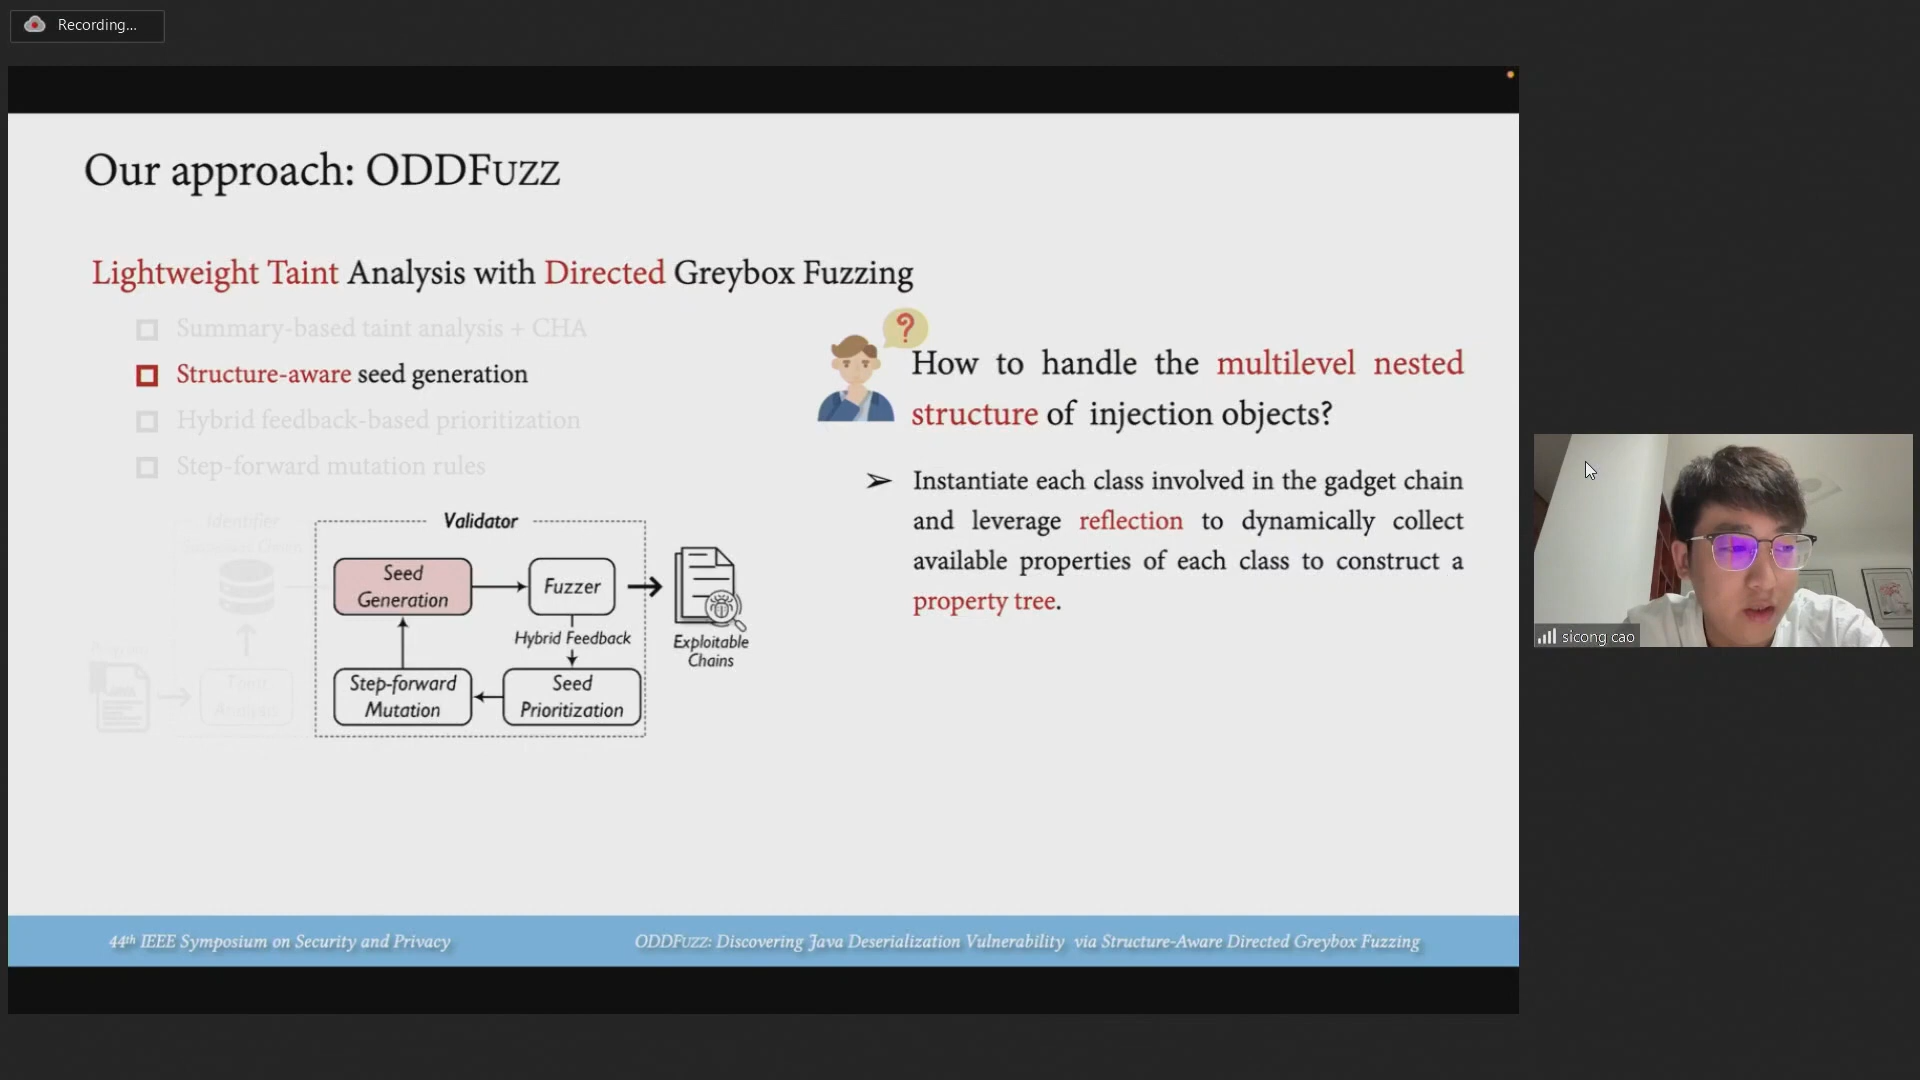 Recording...
Our approach: ODDFUZZ
Lightweight Taint Analysis with Directed Greybox Fuzzing
Summary-based taint analysis + CHA
Structure-aware seed generation
Hybrid feedback-based prioritization
Step-forward mutation rules
?
How to handle the multilevel nested
structure of injection objects?
➢ Instantiate each class involved in the gadget chain
and leverage reflection to dynamically collect
available properties of each class to construct a
property tree.
Identifier
Validator
Seed
Generation
Fuzzer
Hybrid Feedback
Exploitable
Chains
Step-forward
Mutation
Seed
Prioritization
Taint
Analysis
sicong cao
44th IEEE Symposium on Security and Privacy
ODDFUZZ: Discovering Java Deserialization Vulnerability via Structure-Aware Directed Greybox Fuzzing